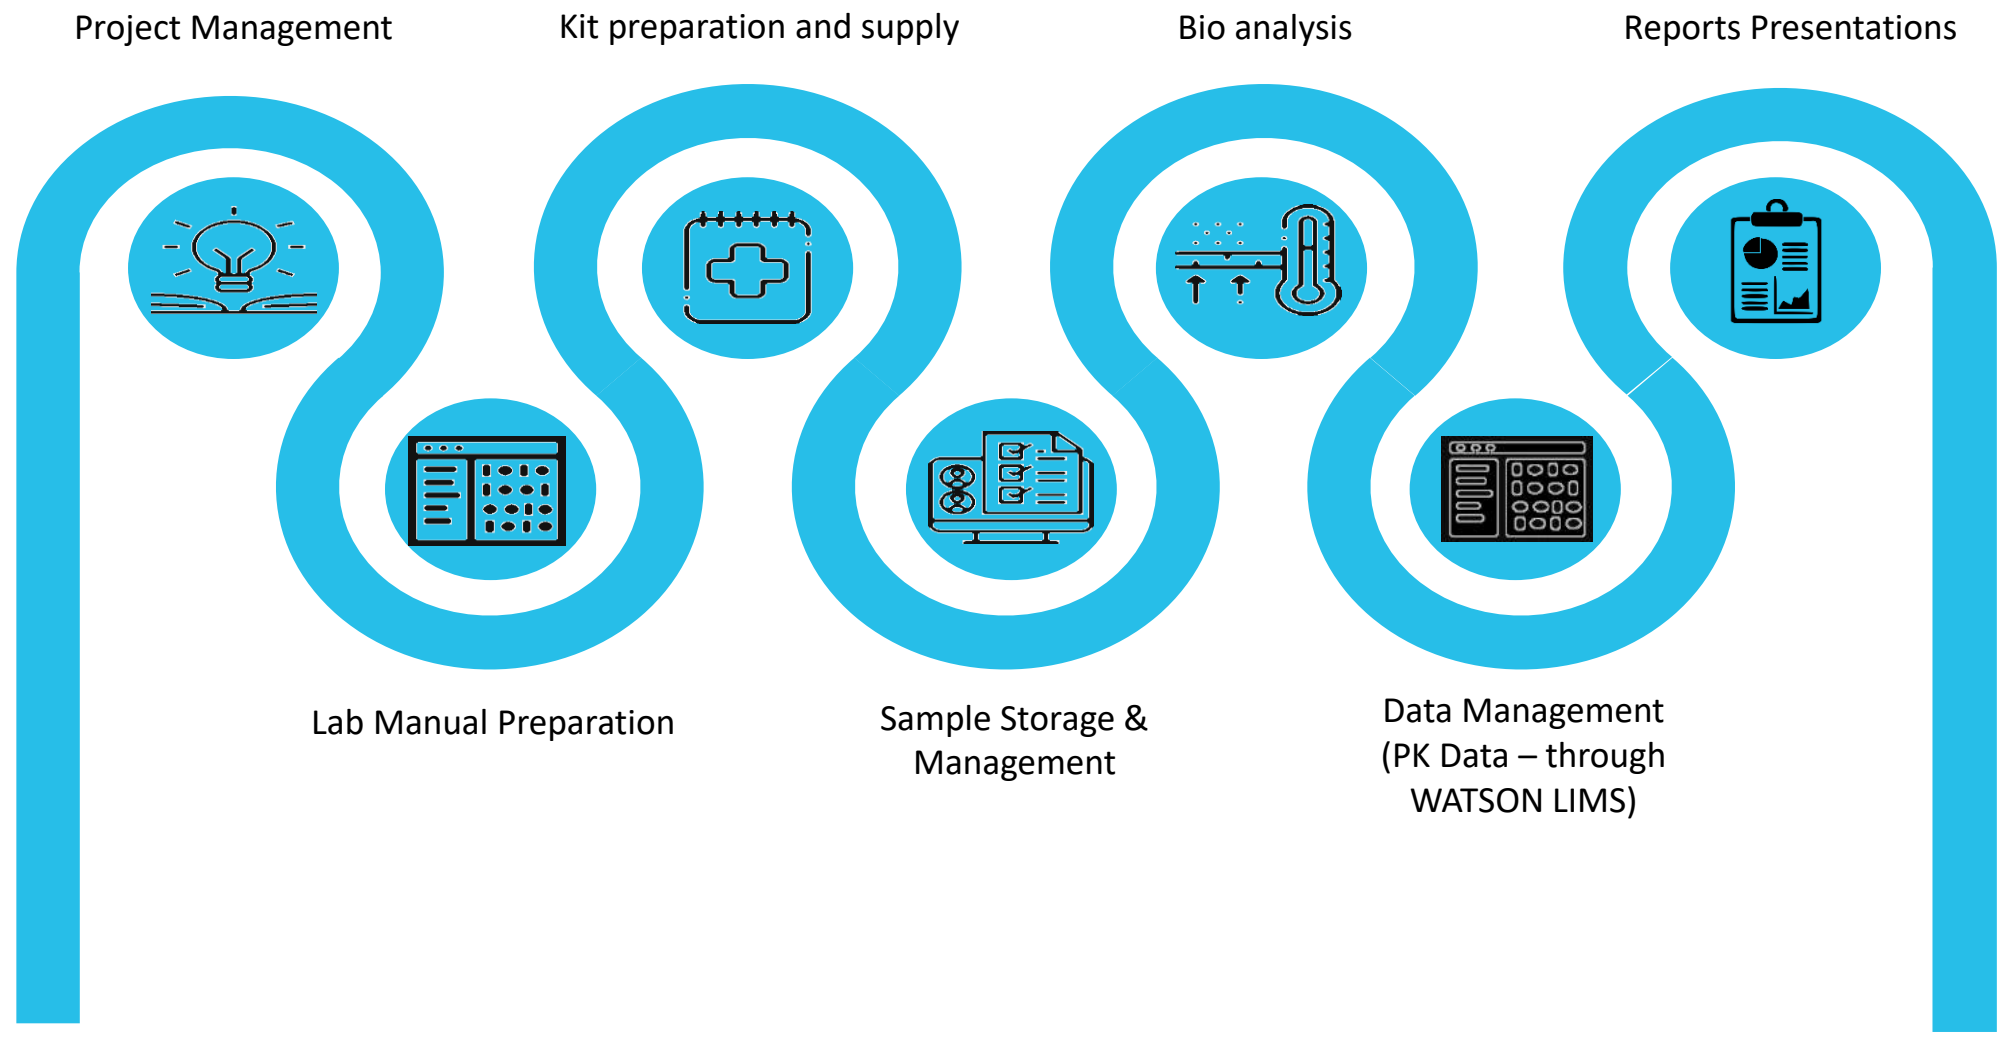 Project Management
Kit preparation and supply
Bio analysis
Reports Presentations
Lab Manual Preparation
Sample Storage &
Management
Data Management
(PK Data – through
WATSON LIMS)